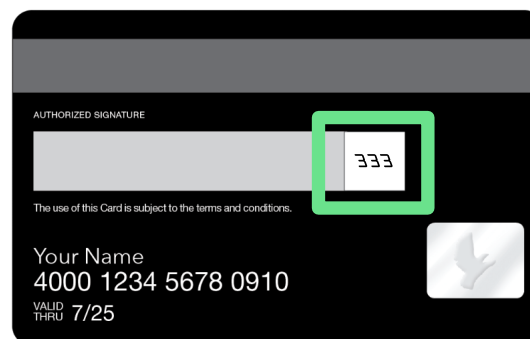 AUTHORIZED SIGNATURE
333
The use of this Card is subject to the terms and conditions.
Your Name
4000 1234 5678 0910
VALID
THRU 7/25